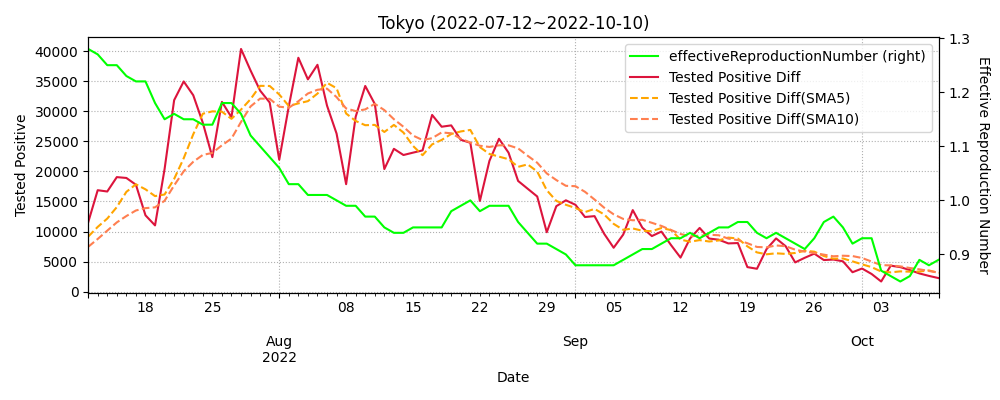 Tokyo (2022-07-12~2022-10-10)
40000
35000
30000
25000
20000
15000
10000
5000
0
Tested Positive
1.3
1.2
1.1
1.0
0.9
Effective Reproduction Number
effectiveReproductionNumber (right)
Tested Positive Diff
Tested Positive Diff(SMA5)
Tested Positive Diff(SMA10)
18 25 08 15 22 29 05 12 19 26 03
Aug Sep Oct
2022
Date